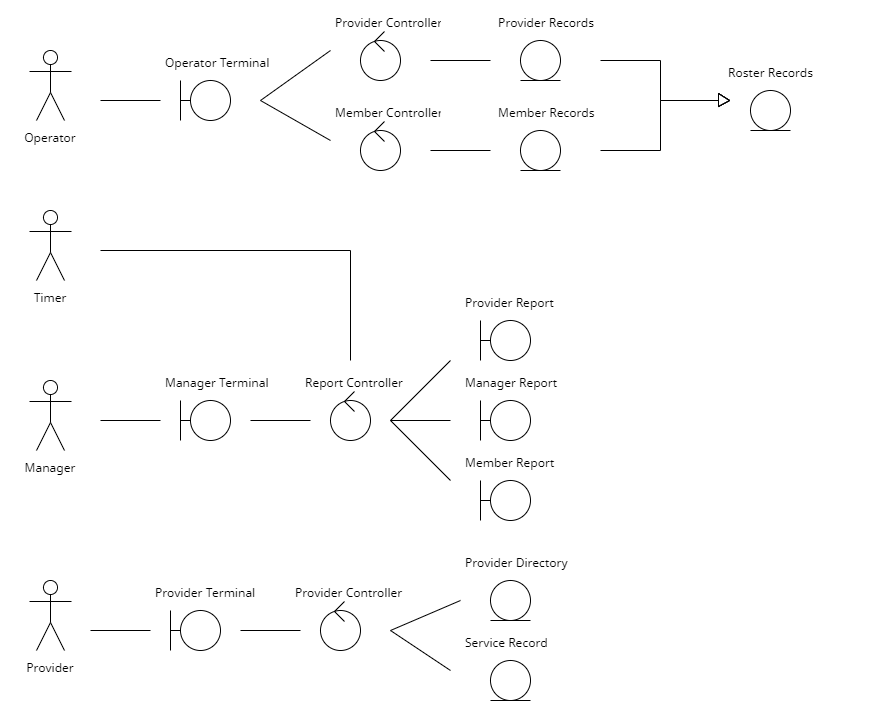 Provider Controller
Provider Records
Operator Terminal
Roster Records
Member Controller
Member Records
Operator
Timer
Provider Report
Manager Terminal
Report Controller
Manager Report
Manager
Member Report
Provider Directory
Provider Terminal
Provider Controller
Service Record
Provider